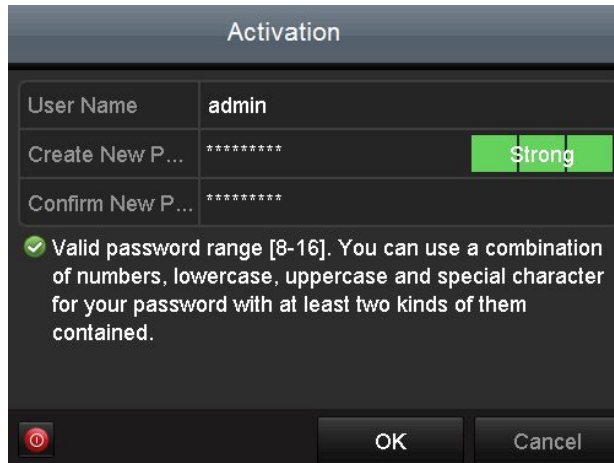 Activation
User Name admin
Create New P... ********* Strong
Confirm New P... *********
Valid password range [8-16]. You can use a combination
of numbers, lowercase, uppercase and special character
for your password with at least two kinds of them
contained.
OK Cancel